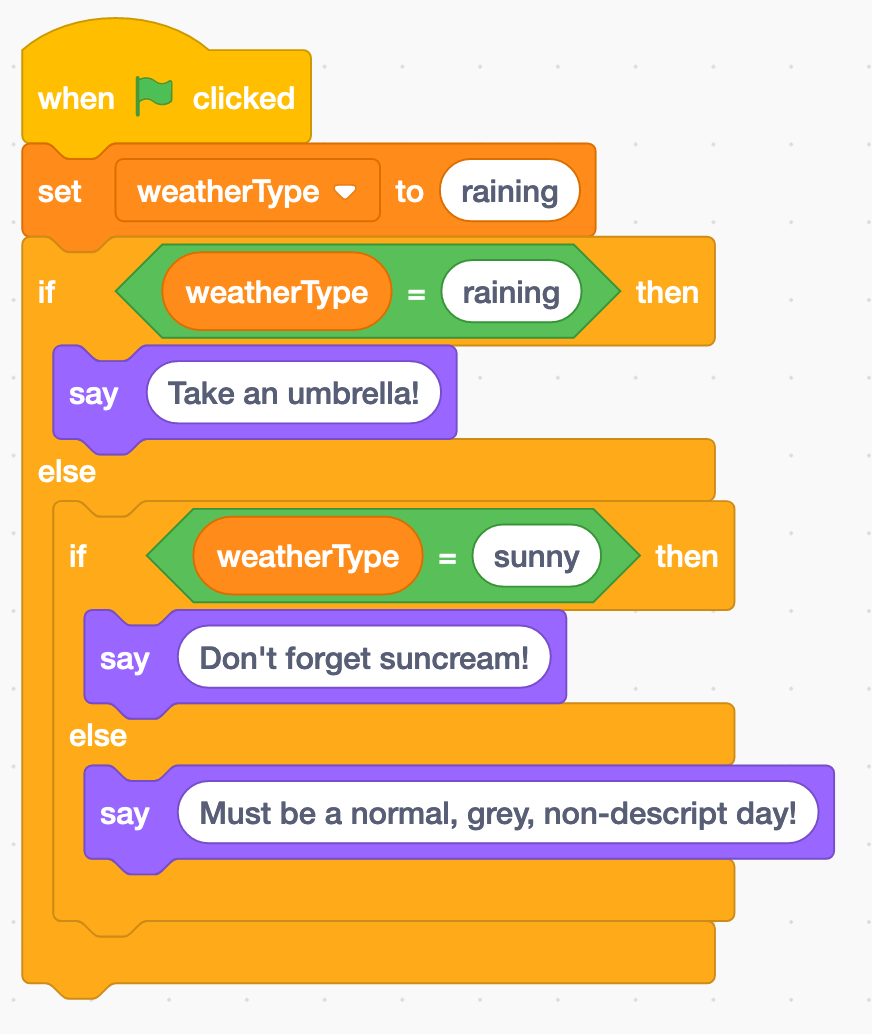 when clicked
set weatherType to raining
if weatherType = raining then
say Take an umbrella!
else
if weatherType = sunny then
say Don't forget suncream!
else
say Must be a normal, grey, non-descript day!